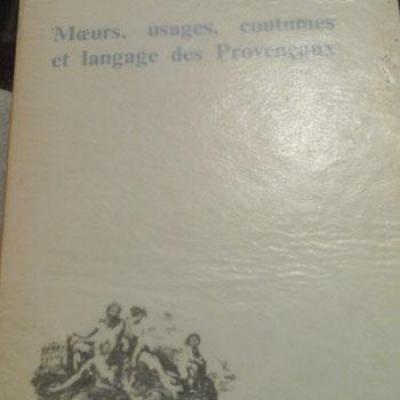 Mœurs, usages, coutumes
et langage des Provençaux